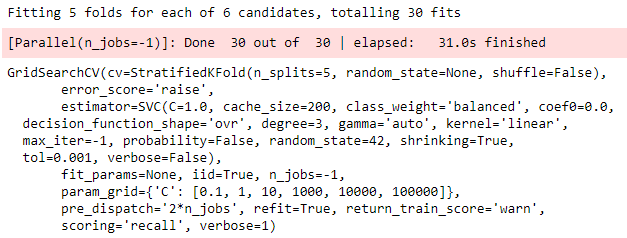 Fitting 5 folds for each of 6 candidates, totalling 30 fits
[Parallel(n_jobs=-1)]: Done  30 out of  30 | elapsed:   31.0s finished
GridSearchCV(cv=StratifiedKFold(n_splits=5, random_state=None, shuffle=False),
       error_score='raise',
       estimator=SVC(C=1.0, cache_size=200, class_weight='balanced', coef0=0.0,
  decision_function_shape='ovr', degree=3, gamma='auto', kernel='linear',
  max_iter=-1, probability=False, random_state=42, shrinking=True,
  tol=0.001, verbose=False),
       fit_params=None, iid=True, n_jobs=-1,
       param_grid={'C': [0.1, 1, 10, 1000, 10000, 100000]},
       pre_dispatch='2*n_jobs', refit=True, return_train_score='warn',
       scoring='recall', verbose=1)